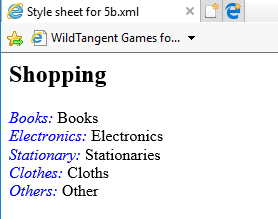 Style sheet for 5b.xml
WildTangent Games fo...
Shopping
Books: Books
Electronics: Electronics
Stationary: Stationaries
Clothes: Cloths
Others: Other